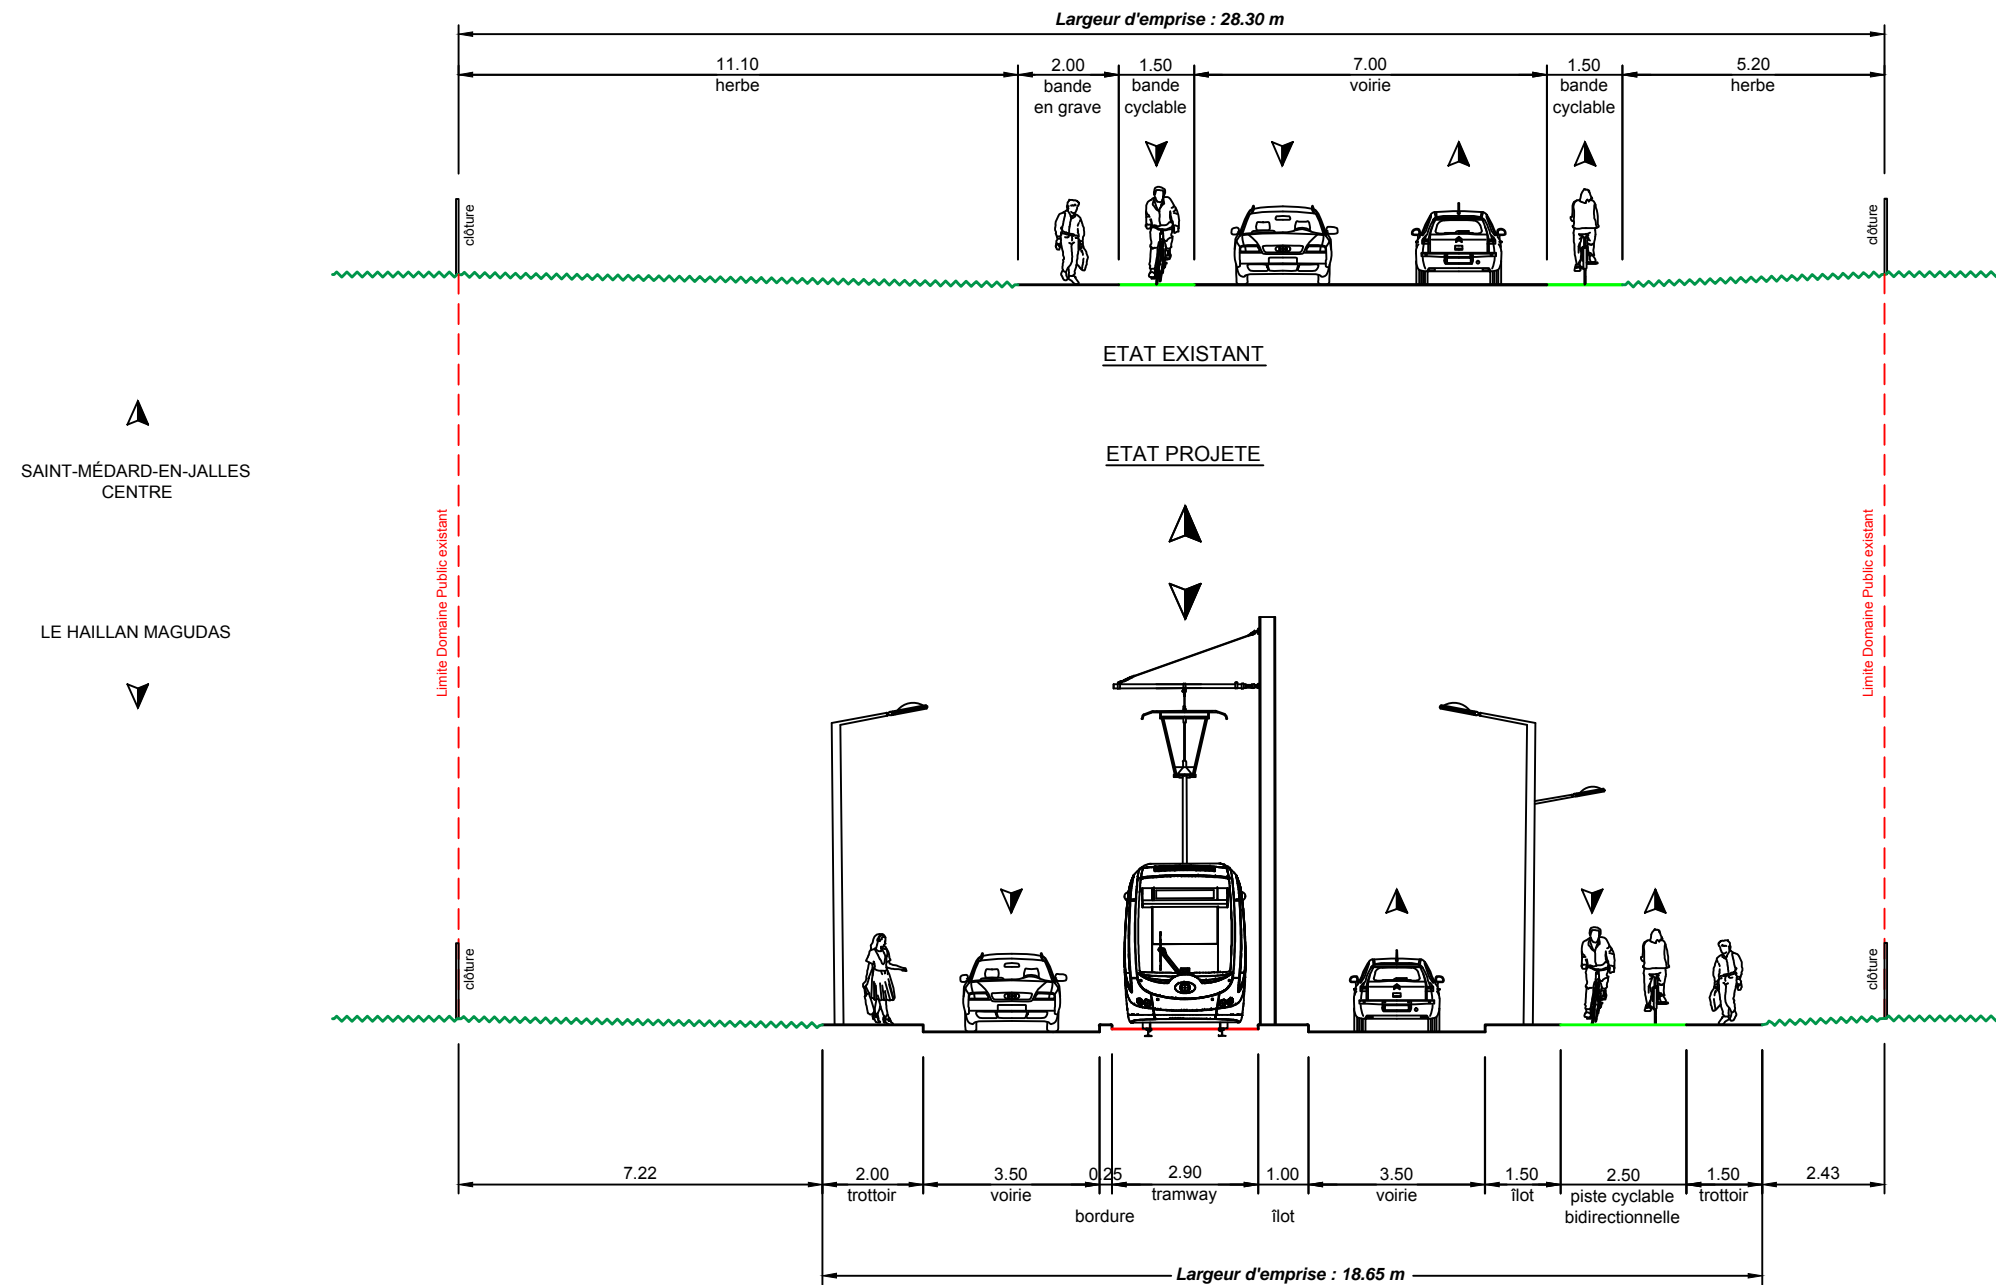 Largeur d'emprise : 28.30 m
11.10
herbe
2.00
bande
en grave
1.50
bande
cyclable
7.00
voirie
1.50
bande
cyclable
5.20
herbe
clôture
clôture
ETAT EXISTANT
ETAT PROJETE
SAINT-MÉDARD-EN-JALLES
CENTRE
LE HAILLAN MAGUDAS
Limite Domaine Public existant
Limite Domaine Public existant
clôture
clôture
7.22
2.00
trottoir
3.50
voirie
0.25
bordure
2.90
tramway
1.00
îlot
3.50
voirie
1.50
îlot
2.50
piste cyclable
bidirectionnelle
1.50
trottoir
2.43
Largeur d'emprise : 18.65 m